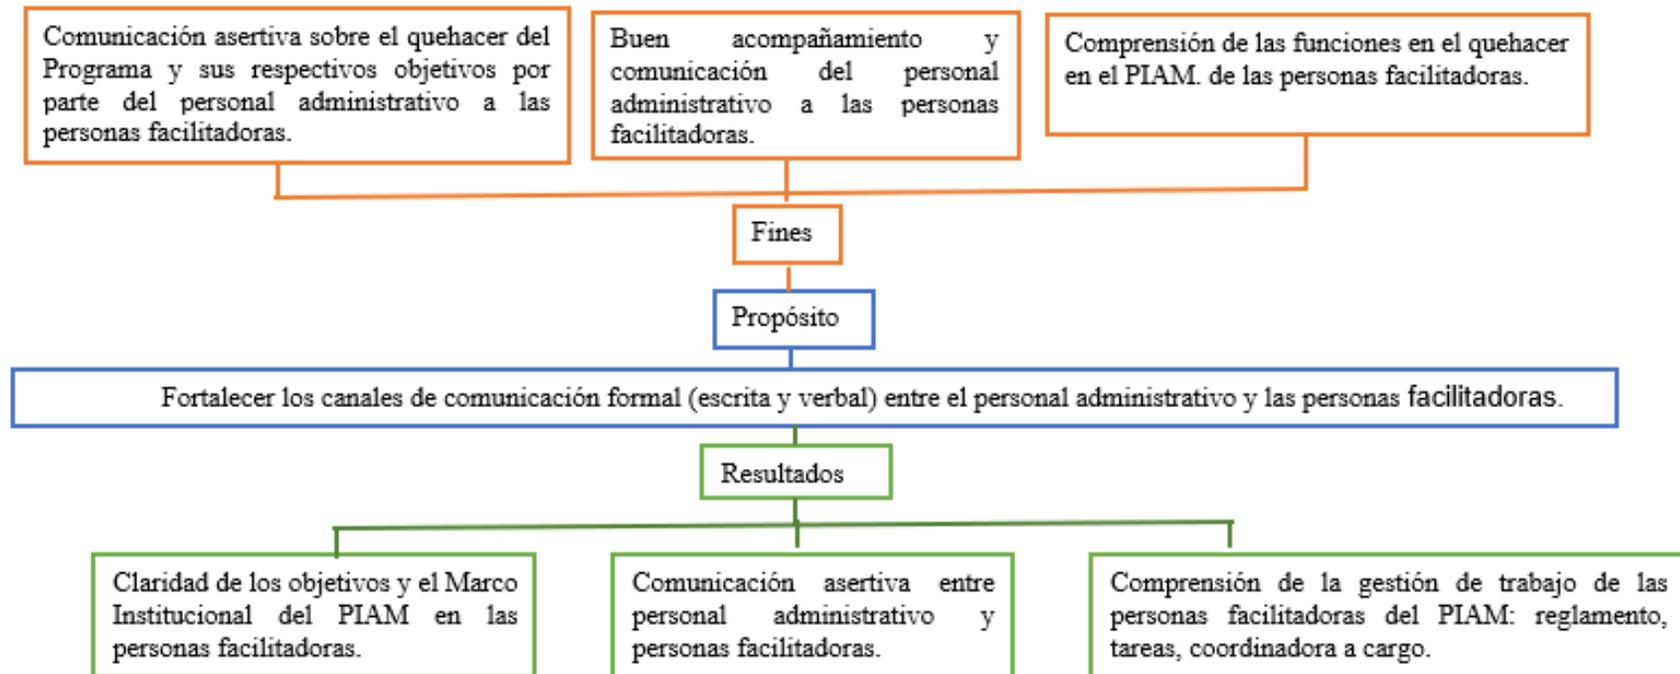 Comunicación asertiva sobre el quehacer del
Programa y sus respectivos objetivos por
parte del personal administrativo a las
personas facilitadoras.
Buen acompañamiento y
comunicación del personal
administrativo a las personas
facilitadoras.
Comprensión de las funciones en el quehacer
en el PIAM. de las personas facilitadoras.
Fines
Propósito
Fortalecer los canales de comunicación formal (escrita y verbal) entre el personal administrativo y las personas facilitadoras.
Resultados
Claridad de los objetivos y el Marco
Institucional del PIAM en las
personas facilitadoras.
Comunicación asertiva entre
personal administrativo y
personas facilitadoras.
Comprensión de la gestión de trabajo de las
personas facilitadoras del PIAM: reglamento,
tareas, coordinadora a cargo.